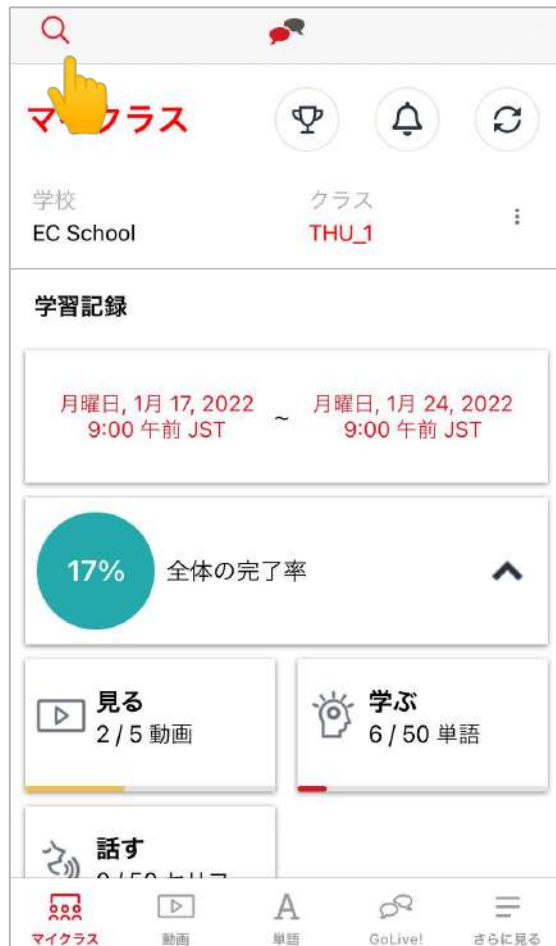 マイクラス
学校
クラス
EC School
THU_1
学習記録
月曜日, 1月 17, 2022
9:00 午前 JST
~
月曜日, 1月 24, 2022
9:00 午前 JST
17%
全体の完了率
見る
2 / 5 動画
学ぶ
6 / 50 単語
話す
マイクラス
動画
A
単語
GoLive!
さらに見る